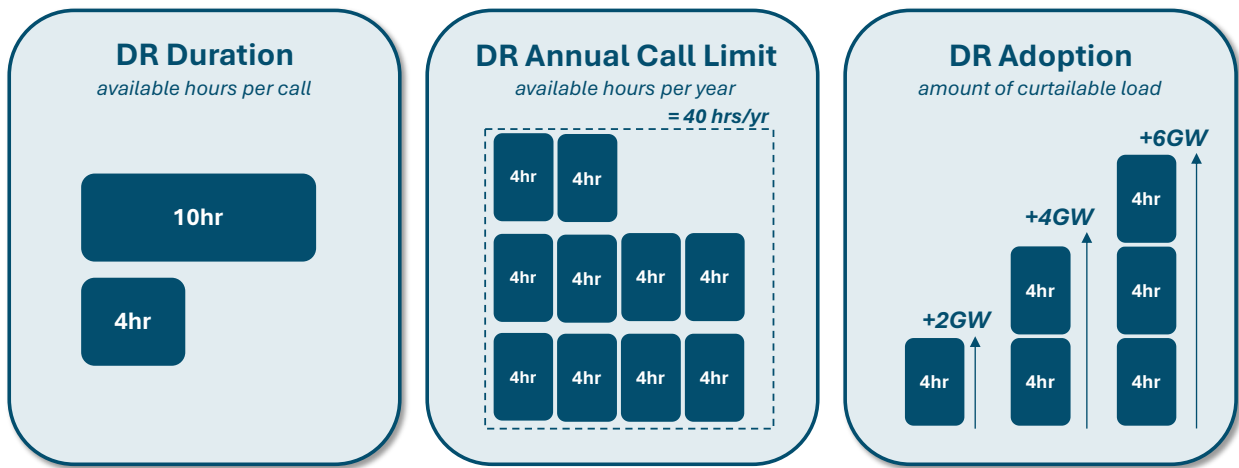 DR Duration
available hours per call
10hr
4hr
DR Annual Call Limit
available hours per year
= 40 hrs/yr
4hr 4hr
4hr 4hr 4hr 4hr
4hr 4hr 4hr 4hr
DR Adoption
amount of curtailable load
+6GW
4hr
+4GW
4hr 4hr
+2GW
4hr 4hr 4hr